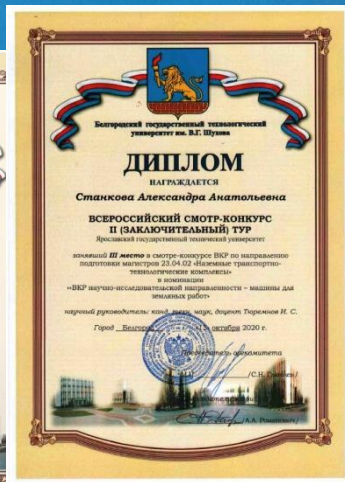 Белгородский государственный технологический
университет им. В.Г. Шухова
ДИПЛОМ
НАГРАЖДАЕТСЯ
Станкова Александра Анатольевна
ВСЕРОССИЙСКИЙ СМОТР-КОНКУРС
II (ЗАКЛЮЧИТЕЛЬНЫЙ) ТУР
Ярославский государственный технический университет
занявший III место в смотре-конкурсе ВКР по направлению
подготовки магистров 23.04.02 «Наземные транспортно-
технологические комплексы»
в номинации
«ВКР научно-исследовательской направленности – машины для
земляных работ»
научный руководитель: канд. техн. наук, доцент Тюремнов И. С.
Город Белгород «15» октября 2020 г.
Председатель оргкомитета
/С.Н.
/А.А. Романович/